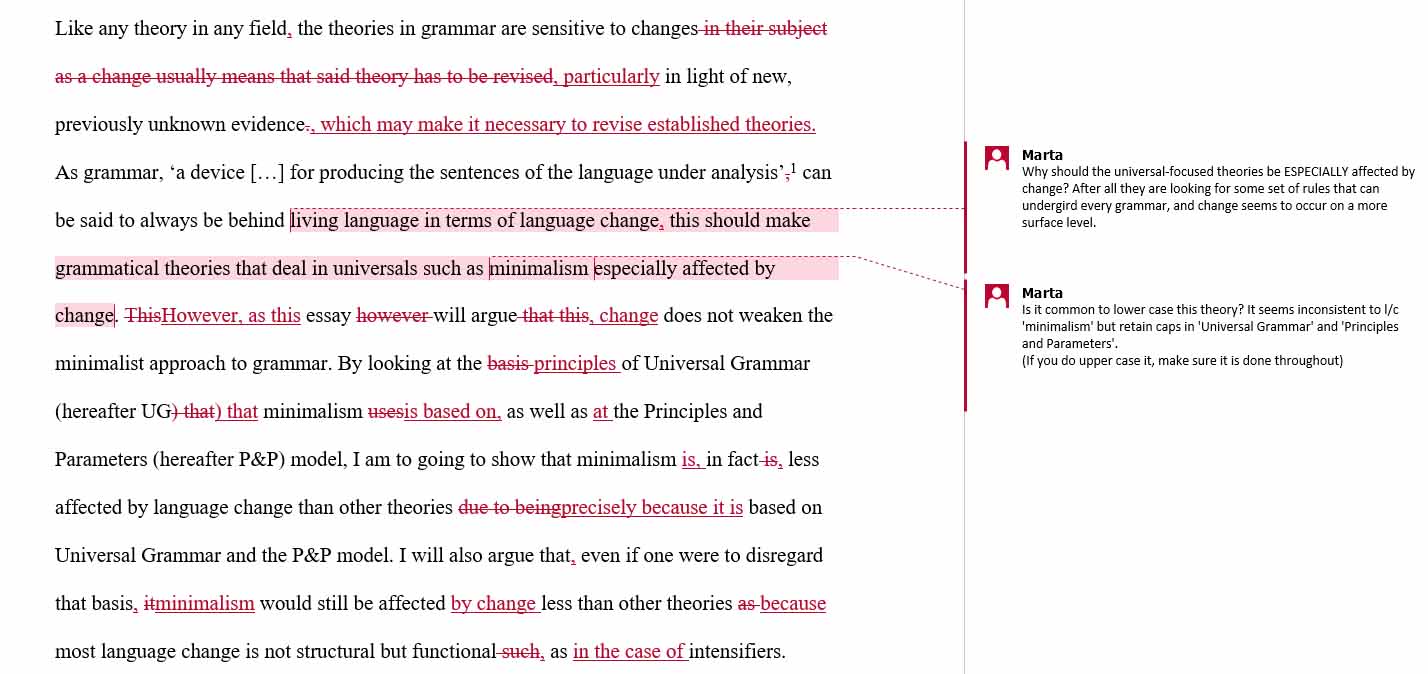 Like any theory in any field, the theories in grammar are sensitive to changes in their subject
as a change usually means that said theory has to be revised, particularly in light of new,
previously unknown evidence., which may make it necessary to revise established theories.
As grammar, ‘a device […] for producing the sentences of the language under analysis’,1 can
be said to always be behind living language in terms of language change, this should make
grammatical theories that deal in universals such as minimalism especially affected by
change. ThisHowever, as this essay however will argue that this, change does not weaken the
minimalist approach to grammar. By looking at the basis principles of Universal Grammar
(hereafter UG) that) that minimalism usesis based on, as well as at the Principles and
Parameters (hereafter P&P) model, I am to going to show that minimalism is, in fact is, less
affected by language change than other theories due to beingprecisely because it is based on
Universal Grammar and the P&P model. I will also argue that, even if one were to disregard
that basis, itminimalism would still be affected by change less than other theories as because
most language change is not structural but functional such, as in the case of intensifiers.
Marta
Why should the universal-focused theories be ESPECIALLY affected by
change? After all they are looking for some set of rules that can
undergird every grammar, and change seems to occur on a more
surface level.
Marta
Is it common to lower case this theory? It seems inconsistent to l/c
'minimalism' but retain caps in 'Universal Grammar' and 'Principles
and Parameters'.
(If you do upper case it, make sure it is done throughout)